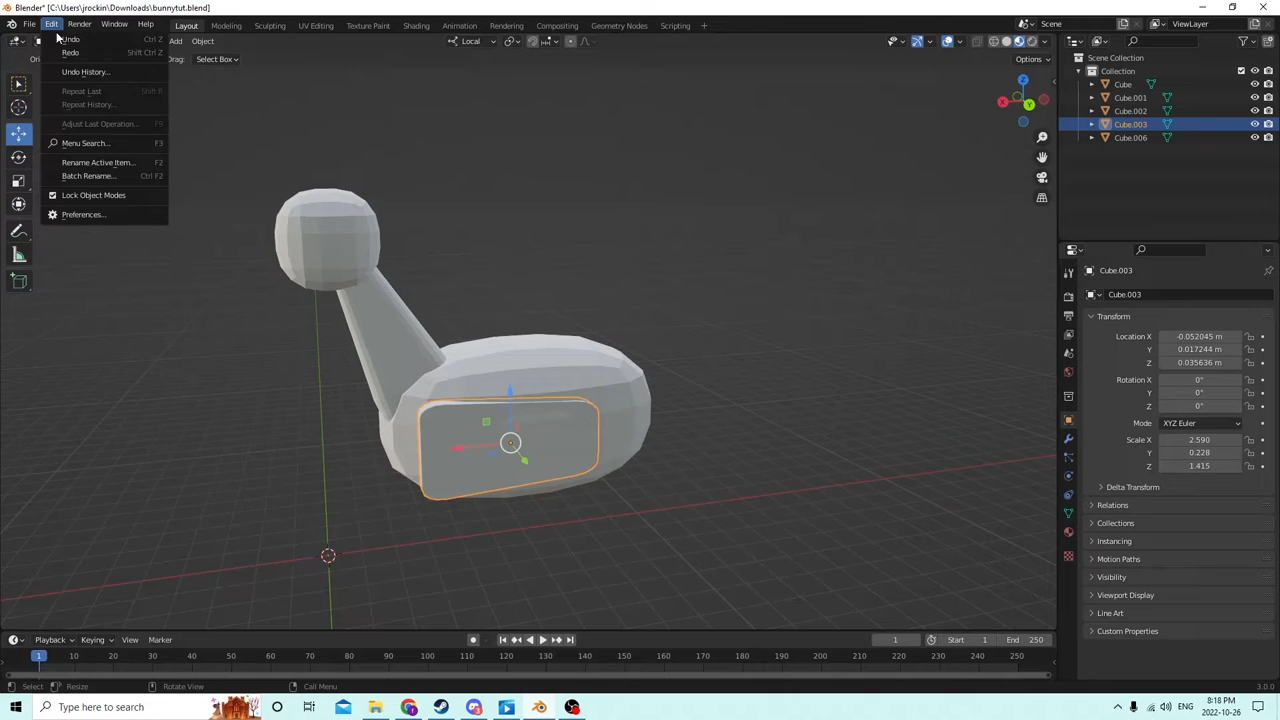 Blender* [C:\Users\jrockin\Downloads\bunnytut.blend]
File Edit Render Window Help Layout Modeling Sculpting UV Editing Texture Paint Shading Animation Rendering Compositing Geometry Nodes Scripting Scene ViewLayer
Undo Ctrl Z
Redo Shift Ctrl Z
Undo History...
Repeat Last Shift R
Repeat History...
Adjust Last Operation... F9
Menu Search... F3
Rename Active Item... F2
Batch Rename... Ctrl F2
Lock Object Modes
Preferences...
Add Object Local
Drag: Select Box Options
X
Y
Z
Scene Collection
Collection
Cube
Cube.001
Cube.002
Cube.003
Cube.006
Cube.003
Cube.003
Transform
Location X -0.052045 m
Y 0.017244 m
Z 0.035636 m
Rotation X 0°
Y 0°
Z 0°
Mode XYZ Euler
Scale X 2.590
Y 0.228
Z 1.415
Delta Transform
Relations
Collections
Instancing
Motion Paths
Visibility
Viewport Display
Line Art
Custom Properties
Playback Keying View Marker 1 Start 1 End 250
1 10 20 30 40 50 60 70 80 90 100 110 120 130 140 150 160 170 180 190 200 210 220 230 240 250
Select Resize Rotate View Call Menu 3.0.0
Type here to search
8:18 PM
2022-10-26